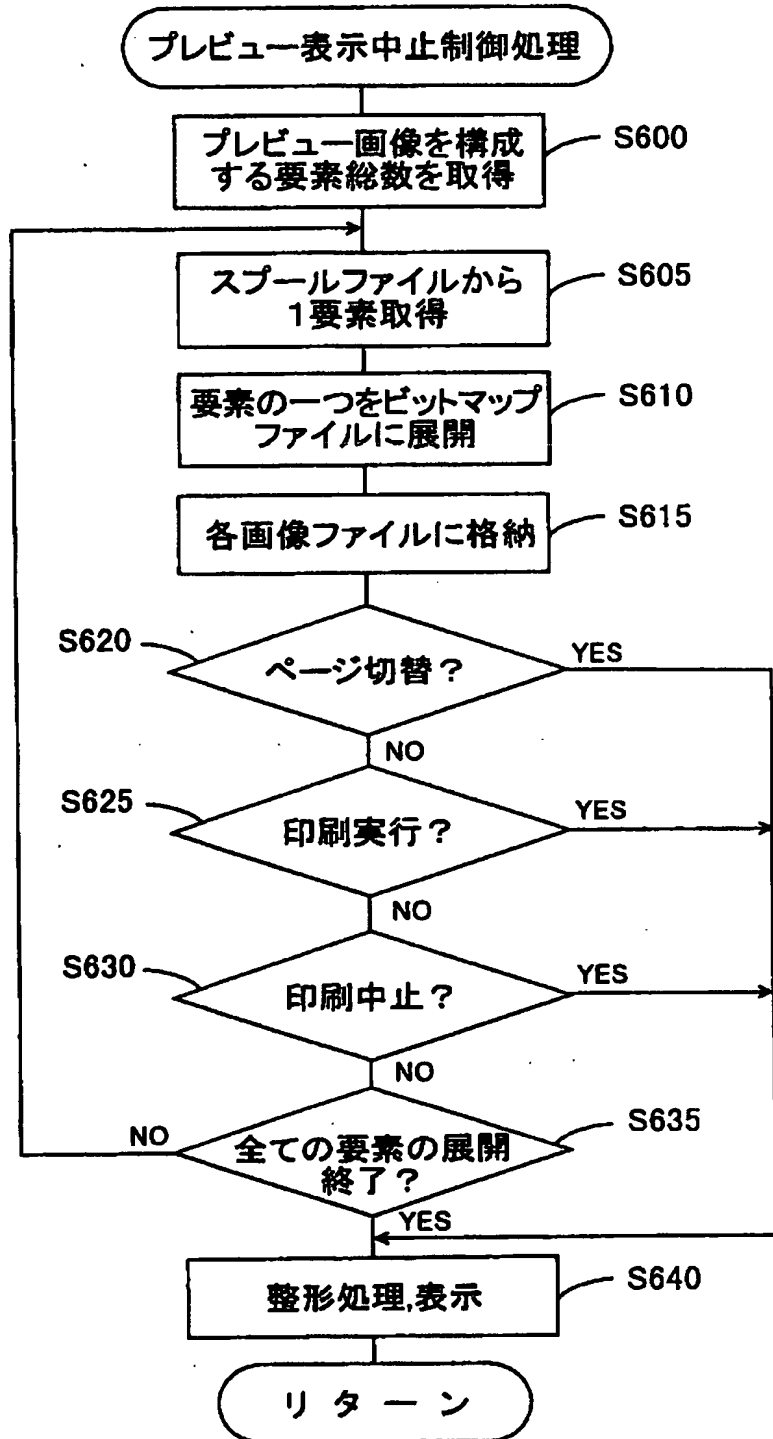 プレビュー表示中止制御処理
プレビュー画像を構成
する要素総数を取得
S600
スプールファイルから
1要素取得
S605
要素の一つをビットマップ
ファイルに展開
S610
各画像ファイルに格納
S615
S620
ページ切替？
YES
NO
S625
印刷実行？
YES
NO
S630
印刷中止？
YES
NO
S635
NO
全ての要素の展開
終了？
YES
整形処理,表示
S640
リターン